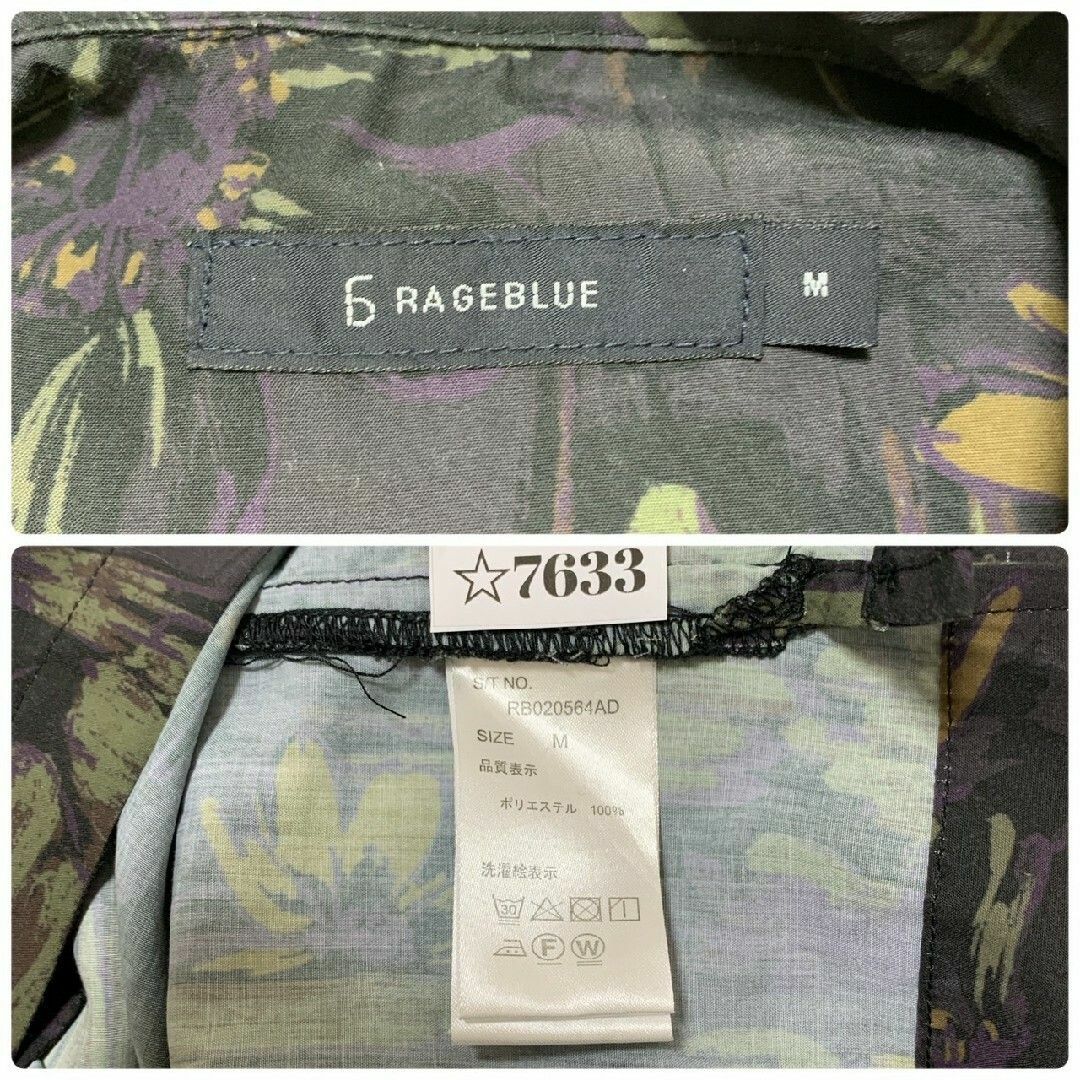 RAGEBLUE
M
☆7633
S/T NO.
RB020564AD
SIZE M
品質表示
ポリエステル 100%
洗濯絵表示
30
F W